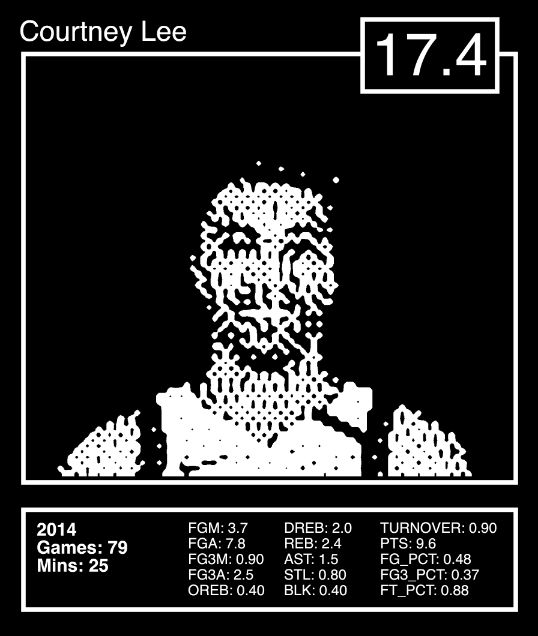 Courtney Lee
17.4
2014
Games: 79
Mins: 25
FGM: 3.7
FGA: 7.8
FG3M: 0.90
FG3A: 2.5
OREB: 0.40
DREB: 2.0
REB: 2.4
AST: 1.5
STL: 0.80
BLK: 0.40
TURNOVER: 0.90
PTS: 9.6
FG_PCT: 0.48
FG3_PCT: 0.37
FT_PCT: 0.88